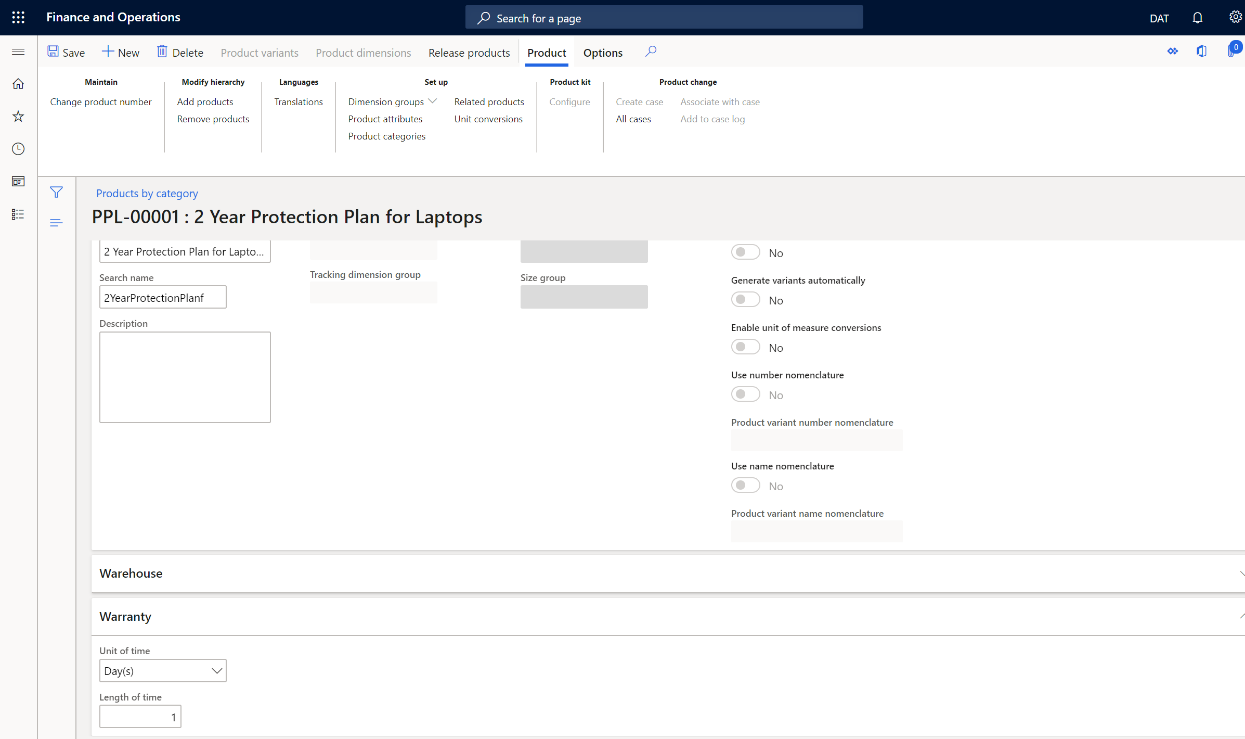 Finance and Operations
Search for a page
DAT
Save
New
Delete
Product variants
Product dimensions
Release products
Product
Options
0
Maintain
Change product number
Modify hierarchy
Add products
Remove products
Languages
Translations
Set up
Dimension groups
Product attributes
Product categories
Related products
Unit conversions
Product kit
Configure
Product change
Create case
All cases
Associate with case
Add to case log
Products by category
PPL-00001 : 2 Year Protection Plan for Laptops
2 Year Protection Plan for Lapto...
Search name
2YearProtectionPlanf
Description
Tracking dimension group
Size group
No
Generate variants automatically
No
Enable unit of measure conversions
No
Use number nomenclature
No
Product variant number nomenclature
Use name nomenclature
No
Product variant name nomenclature
Warehouse
Warranty
Unit of time
Day(s)
Length of time
1